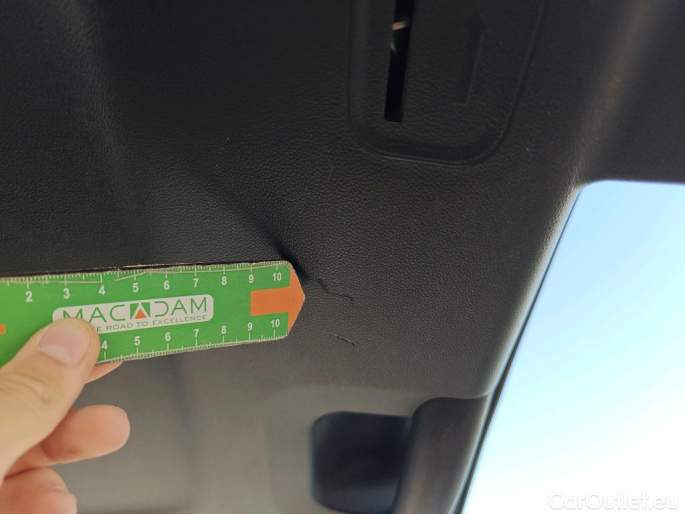 2 3 4 5 6 7 8 9 10
MACADAM
E ROAD TO EXCELLENCE
4 5 6 7 8 9 10
CarOutlet.eu